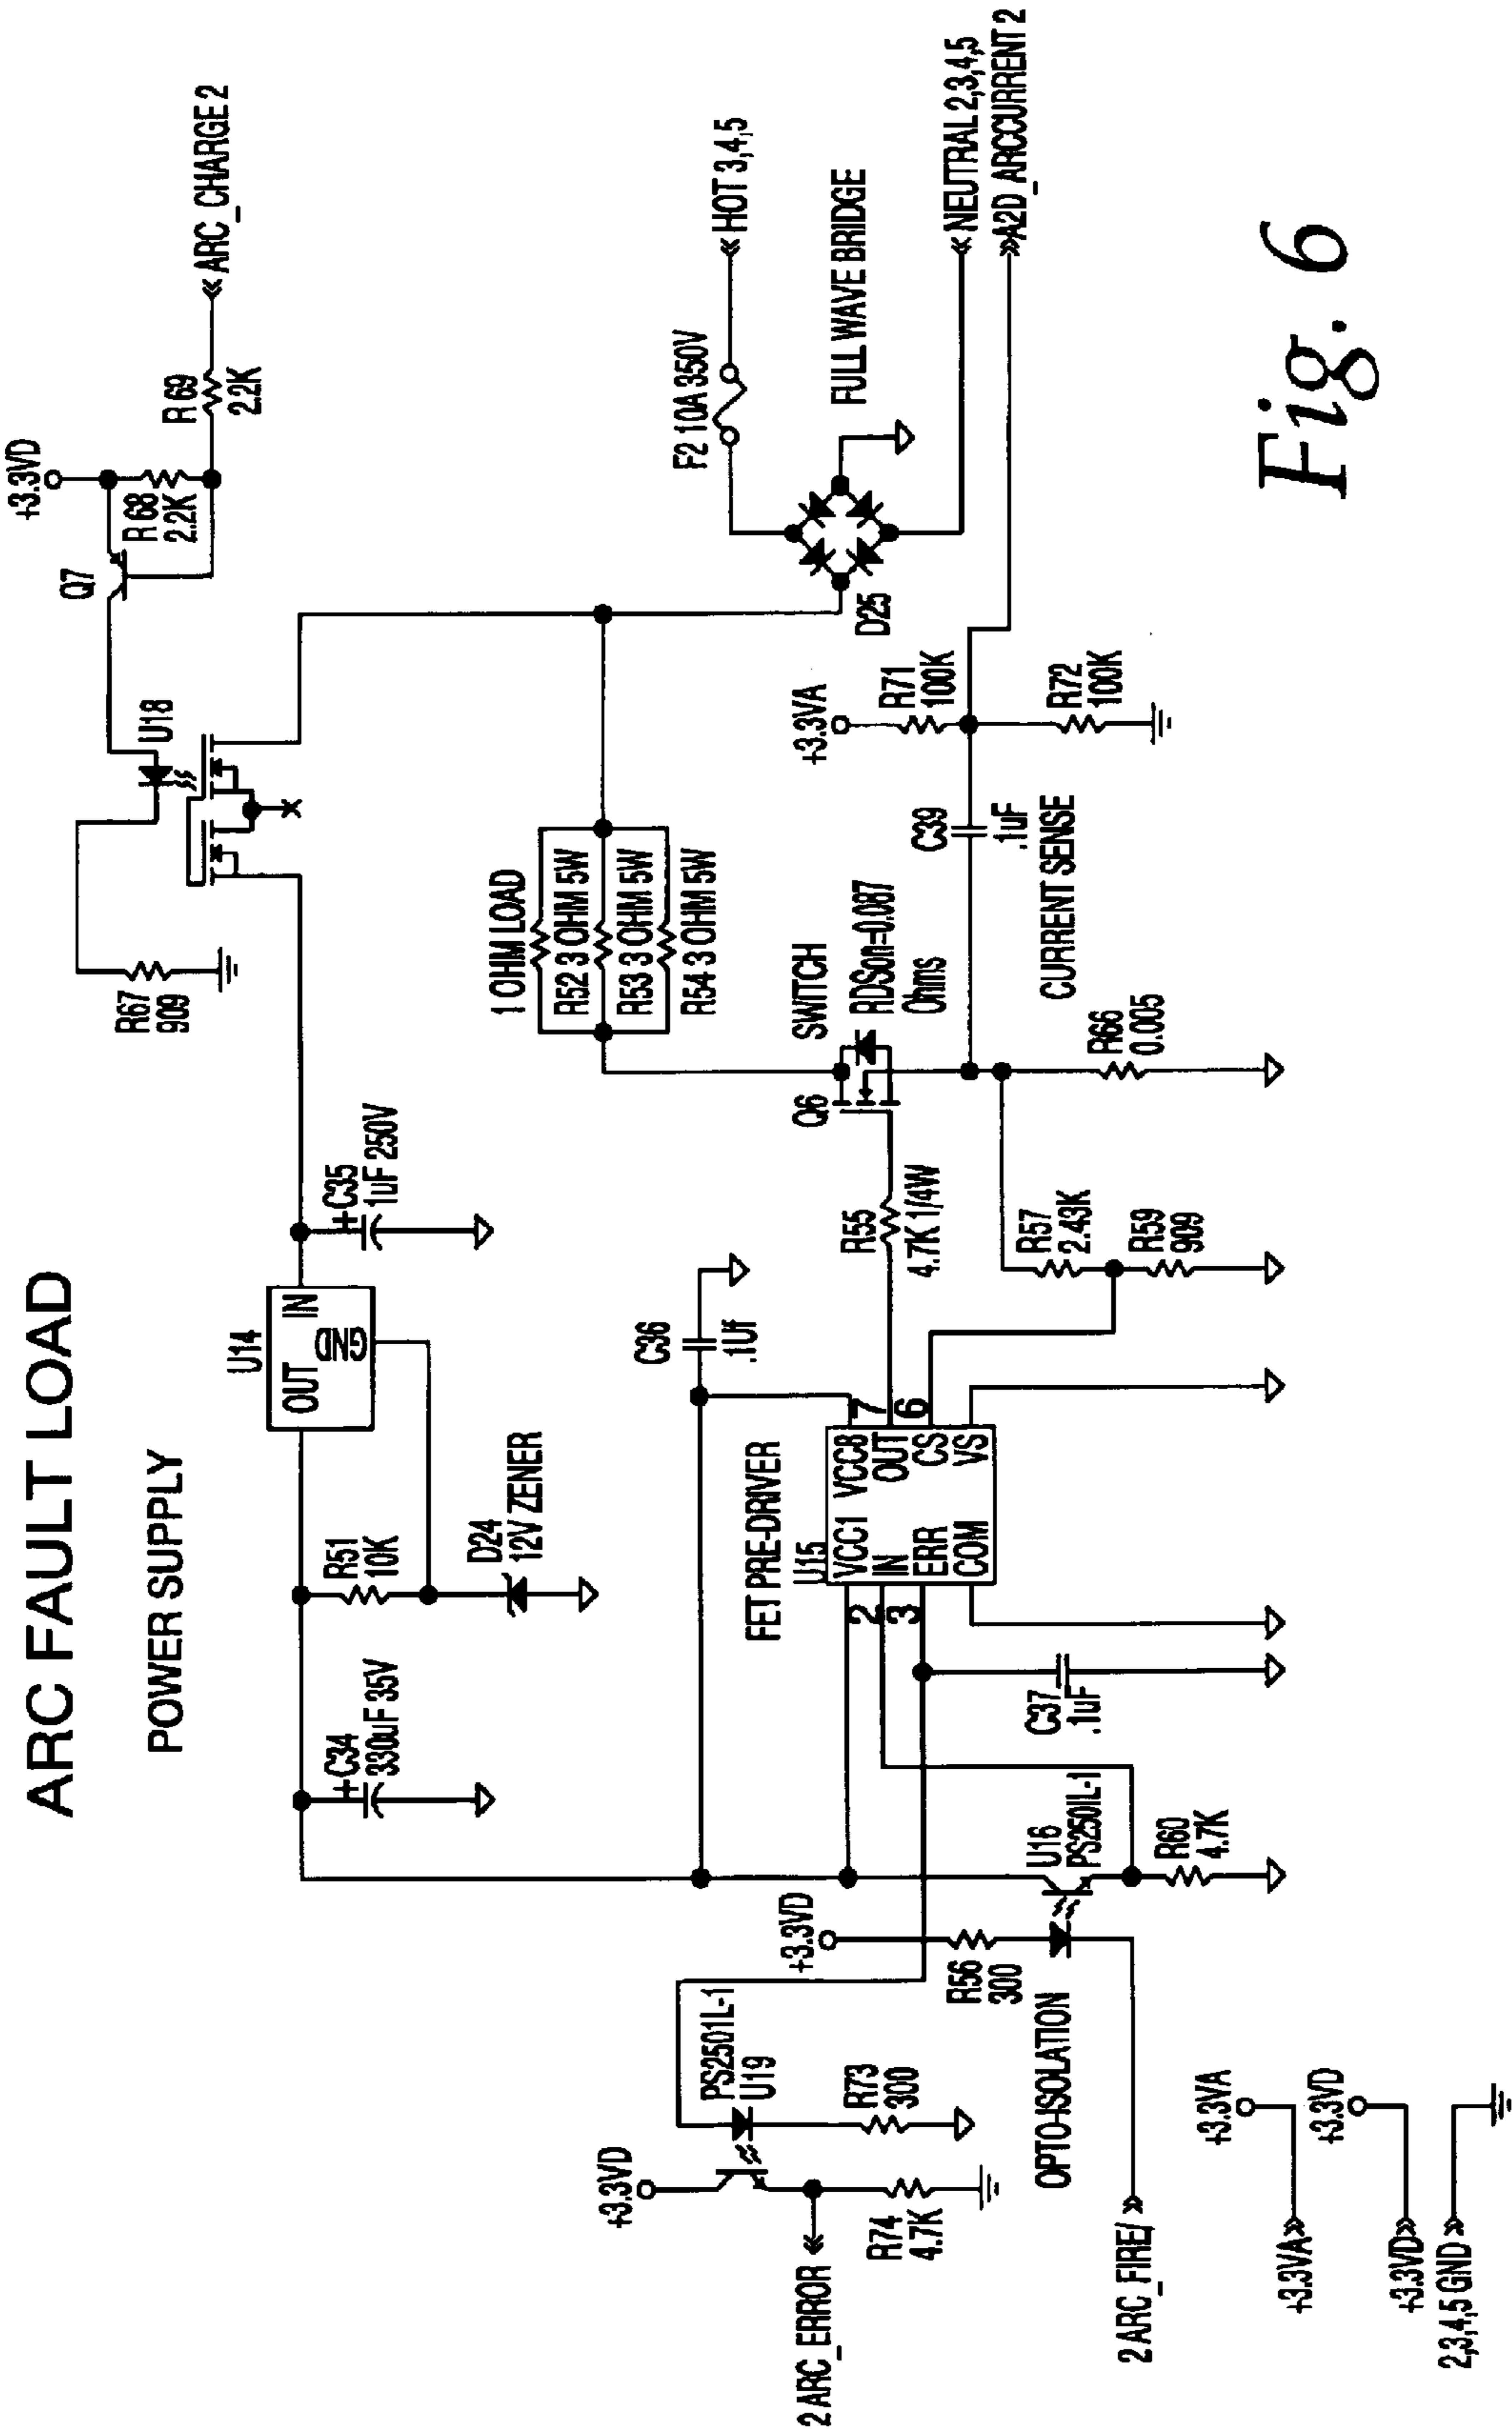 ARC FAULT LOAD
POWER SUPPLY
+C34
330uF 35V
R51
10K
D24
12V ZENER
U14
OUT
IN
GND
+C35
1uF 250V
R67
909
U18
Q7
+3.3VD
R 68
2.2K
R 69
2.2K
ARC_CHARGE 2
1 OHM LOAD
R52 3 OHM 5W
R53 3 OHM 5W
R54 3 OHM 5W
F2 10A 350V
HOT 3,4,5
FULL WAVE BRIDGE
D25
NEUTRAL 2,3,4,5
A2D_ARCCURRENT 2
C36
.1Uf
FET PRE-DRIVER
U15
VCC1
VCC8
IN
OUT
ERR
CS
COM
VS
2
3
7
6
R55
4.7K 1/4W
Q6
SWITCH
RDSon=0.087
Ohms
C39
.1uF
CURRENT SENSE
+3.3VA
R71
100K
R72
100K
R57
2.43K
R59
909
R66
0.005
C37
.1uF
+3.3VD
R56
300
U16
PS250IL-1
R60
4.7K
OPTO-ISOLATION
+3.3VD
PS2501L-1
U19
R73
300
R74
4.7K
2 ARC_ERROR
2 ARC_FIRE/
+3.3VA
+3.3VA
+3.3VD
+3.3VD
2,3,4,5 GND
Fig. 6